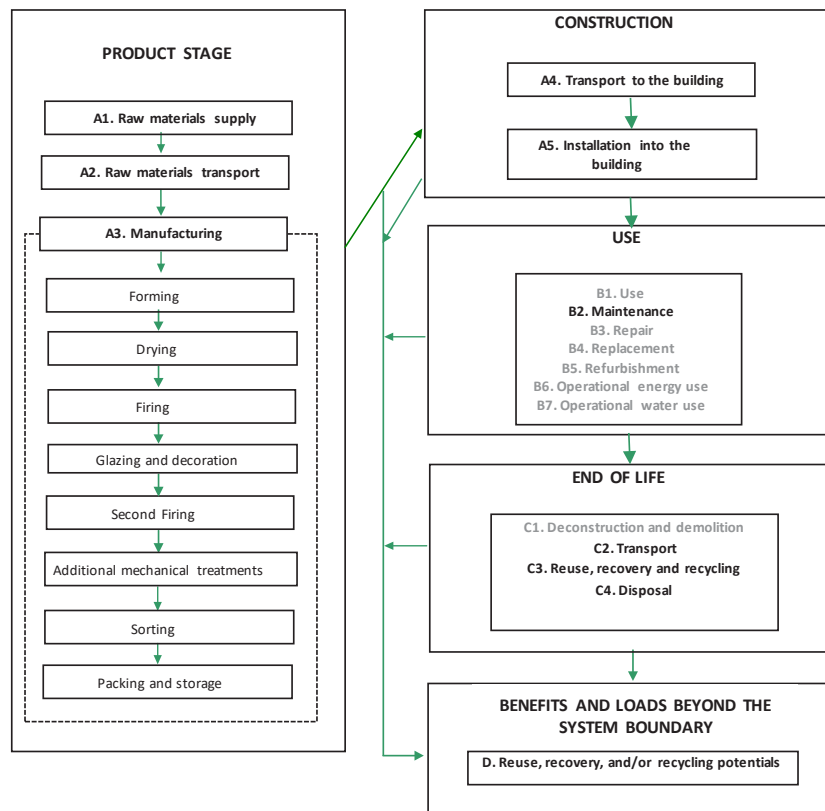 PRODUCT STAGE
A1. Raw materials supply
A2. Raw materials transport
A3. Manufacturing
Forming
Drying
Firing
Glazing and decoration
Second Firing
Additional mechanical treatments
Sorting
Packing and storage
CONSTRUCTION
A4. Transport to the building
A5. Installation into the
building
USE
B1. Use
B2. Maintenance
B3. Repair
B4. Replacement
B5. Refurbishment
B6. Operational energy use
B7. Operational water use
END OF LIFE
C1. Deconstruction and demolition
C2. Transport
C3. Reuse, recovery and recycling
C4. Disposal
BENEFITS AND LOADS BEYOND THE
SYSTEM BOUNDARY
D. Reuse, recovery, and/or recycling potentials